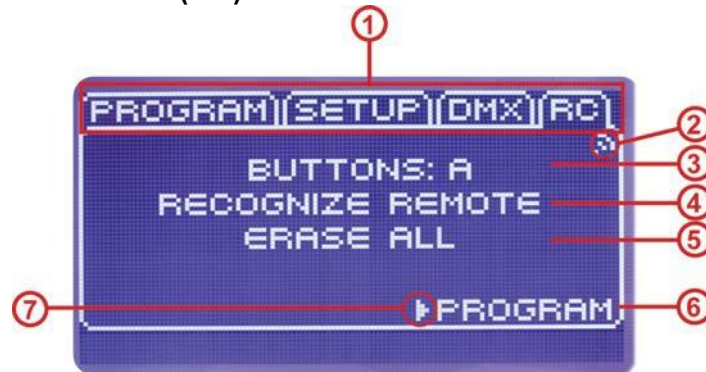 1
PROGRAM SETUP DMX RC
2
BUTTONS: A 3
RECOGNIZE REMOTE 4
ERASE ALL 5
7 PROGRAM 6